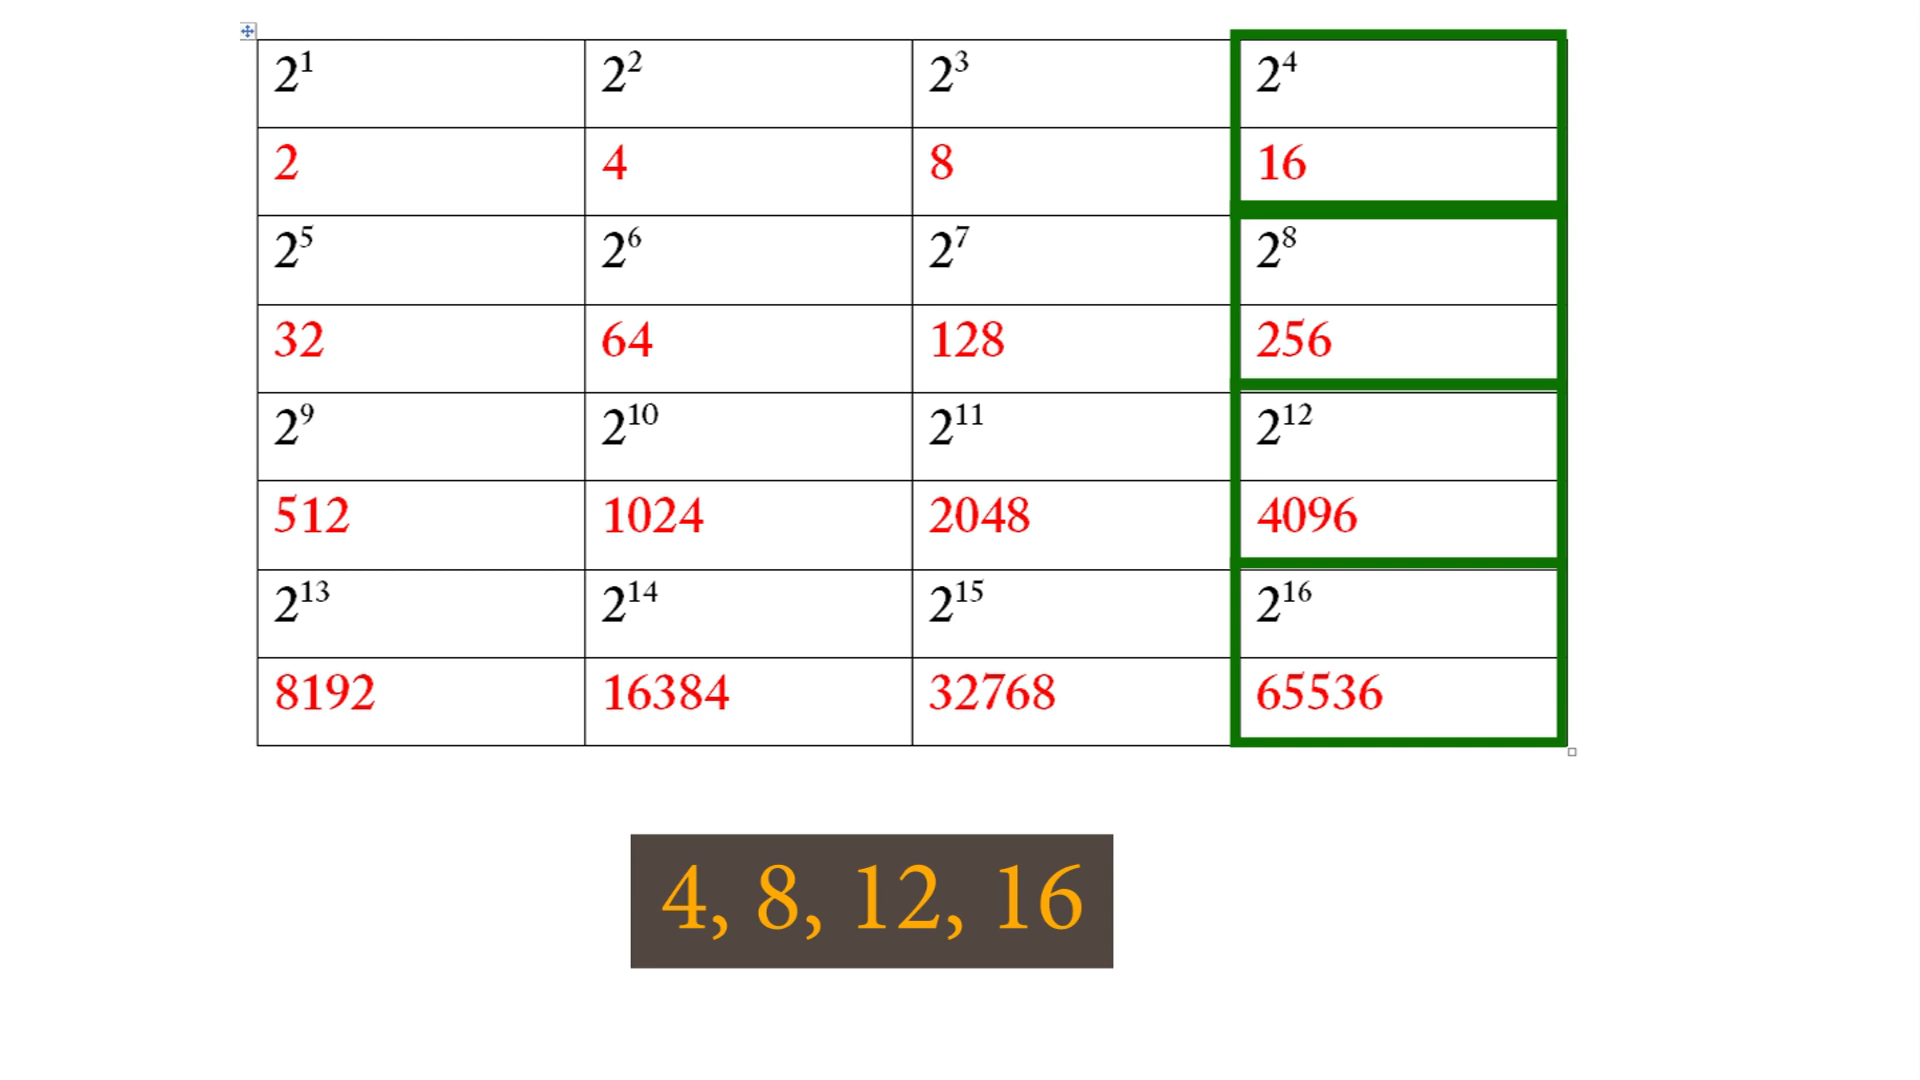 2¹ 2² 2³ 2⁴
2 4 8 16
2⁵ 2⁶ 2⁷ 2⁸
32 64 128 256
2⁹ 2¹⁰ 2¹¹ 2¹²
512 1024 2048 4096
2¹³ 2¹⁴ 2¹⁵ 2¹⁶
8192 16384 32768 65536
4, 8, 12, 16